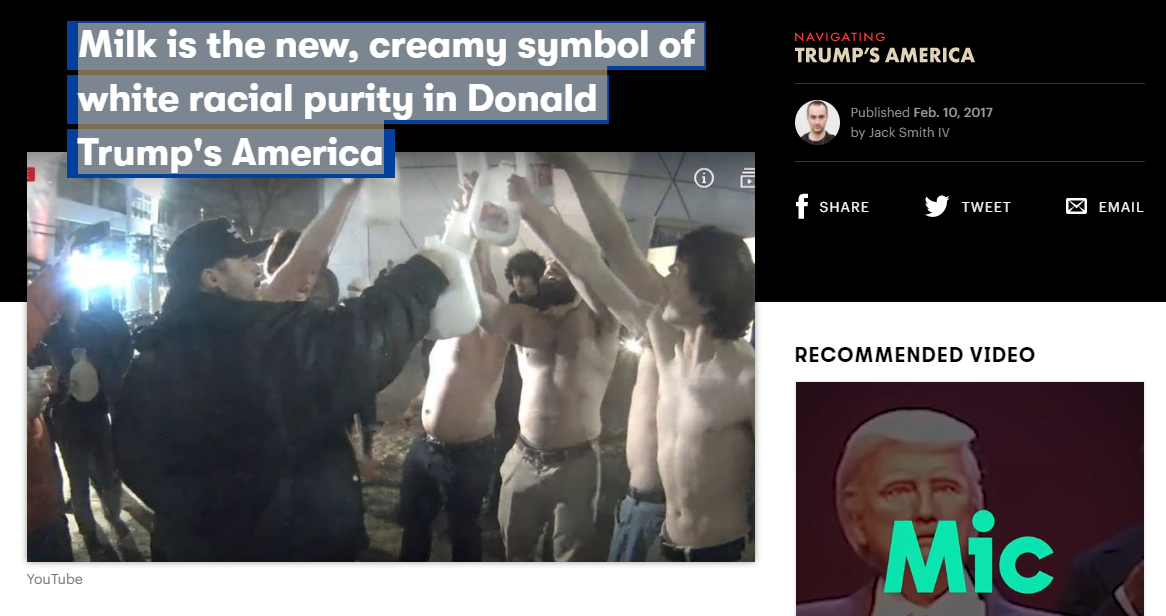 Milk is the new, creamy symbol of
white racial purity in Donald
Trump's America
NAVIGATING
TRUMP'S AMERICA
Published Feb. 10, 2017
by Jack Smith IV
SHARE
TWEET
EMAIL
RECOMMENDED VIDEO
Mic
YouTube